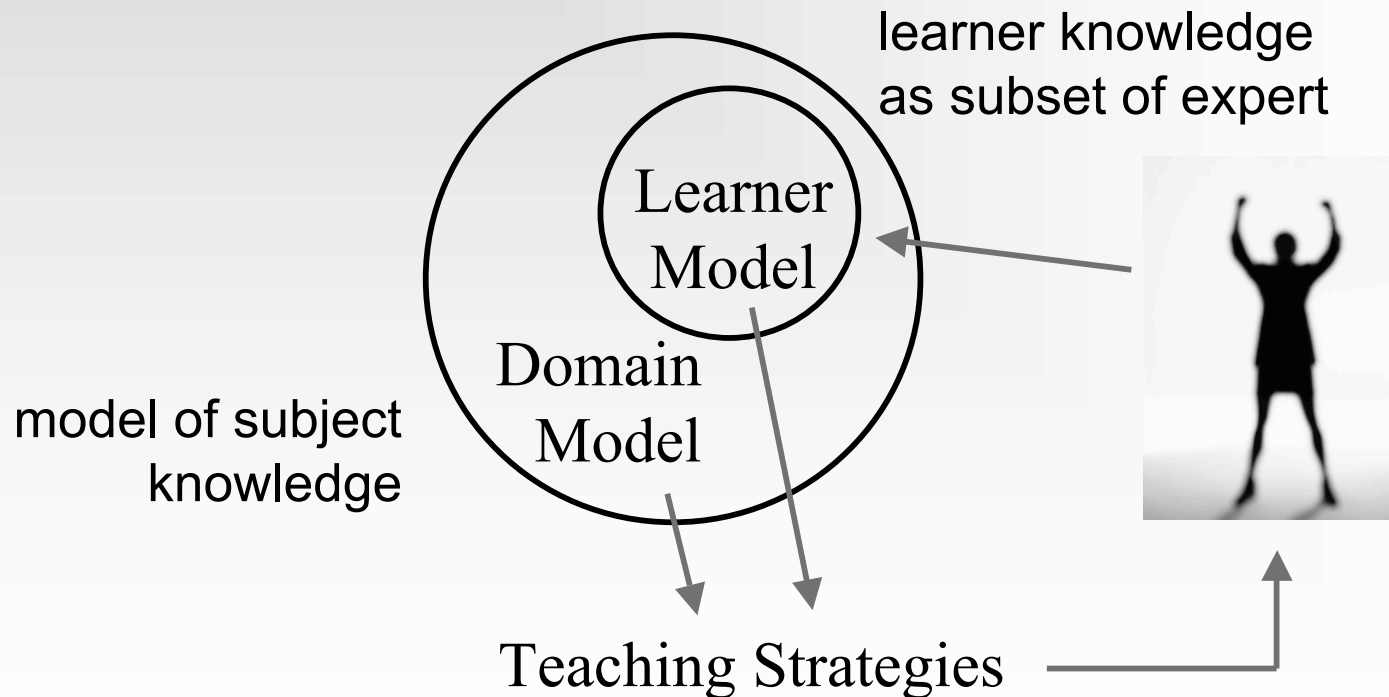 learner knowledge
as subset of expert
Learner
Model
Domain
Model
model of subject
knowledge
Teaching Strategies